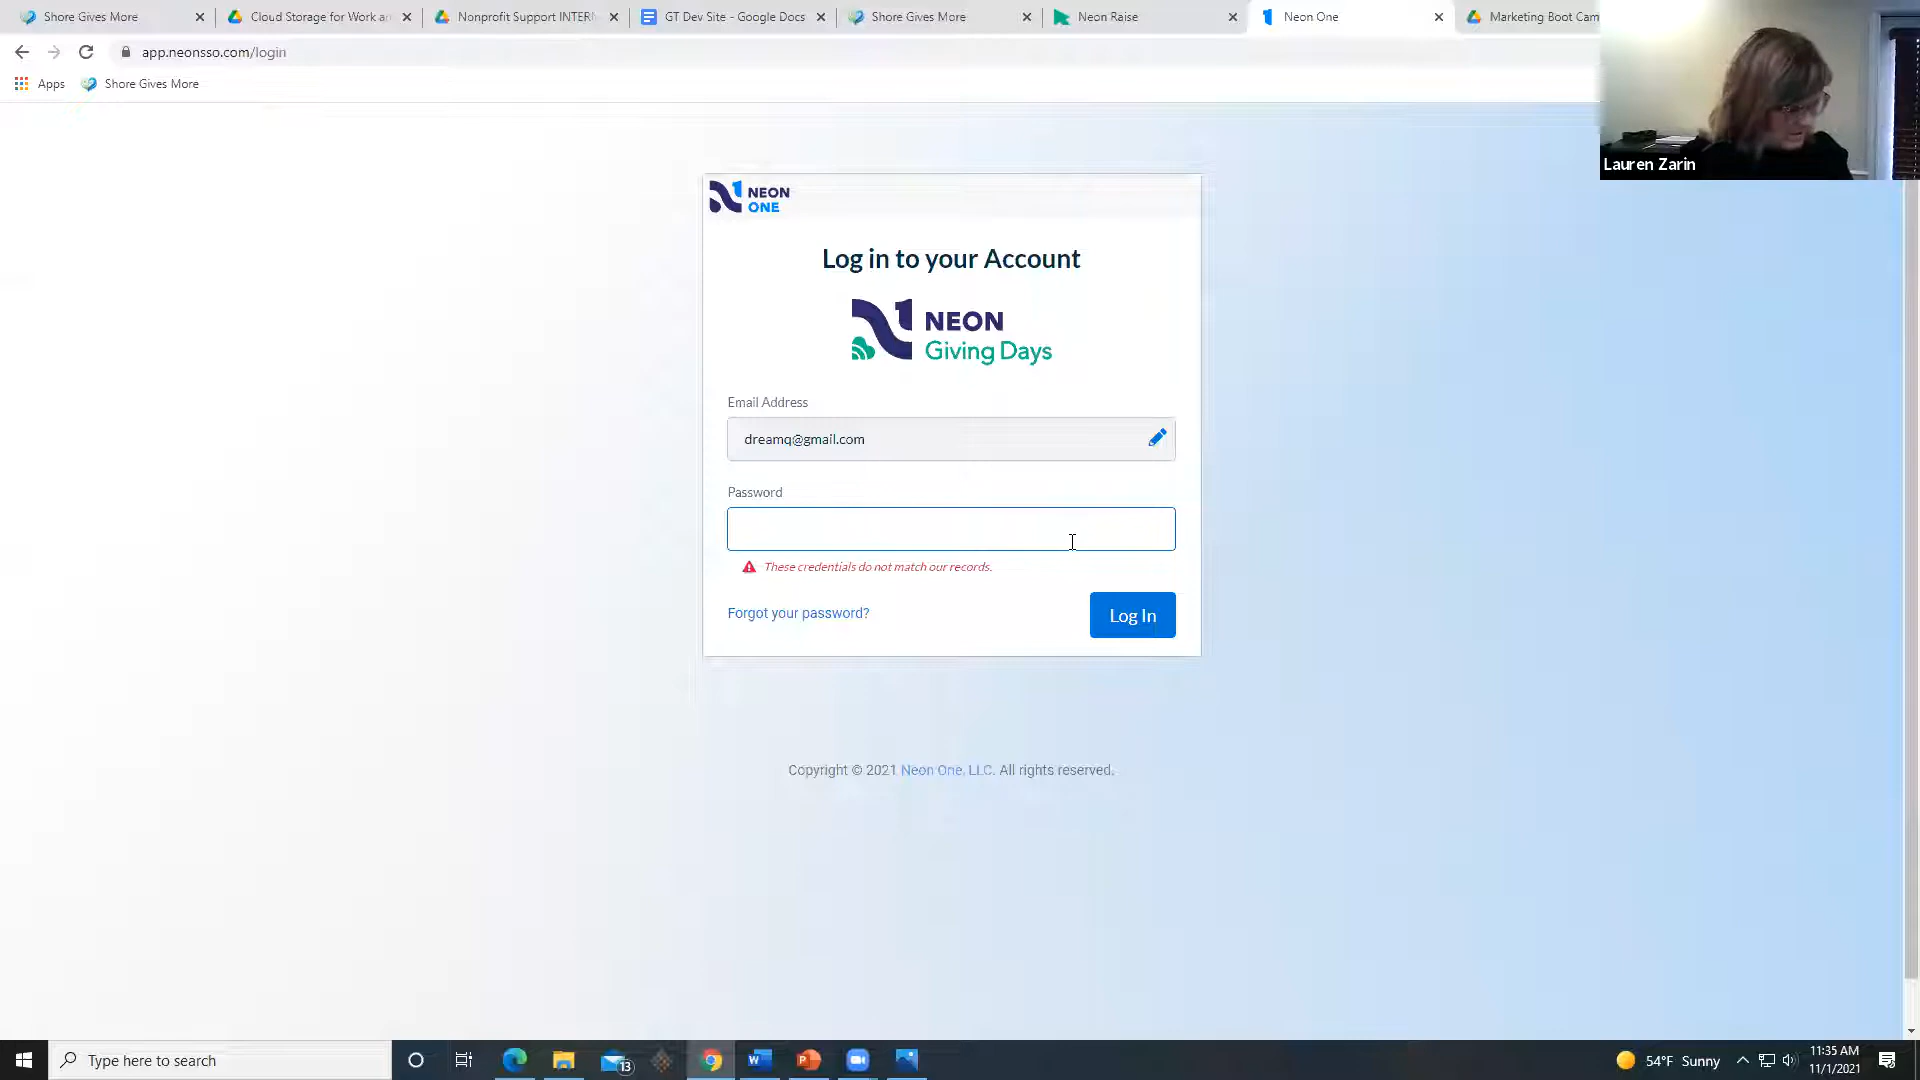 Shore Gives More
Cloud Storage for Work a
Nonprofit Support INTERN
GT Dev Site - Google Docs
Shore Gives More
Neon Raise
Neon One
Marketing Boot Cam
app.neonsso.com/login
Apps
Shore Gives More
Lauren Zarin
NEON
ONE
Log in to your Account
NEON
Giving Days
Email Address
dreamq@gmail.com
Password
These credentials do not match our records.
Forgot your password?
Log In
Copyright © 2021 Neon One, LLC. All rights reserved.
Type here to search
13
54°F Sunny
11:35 AM
11/1/2021